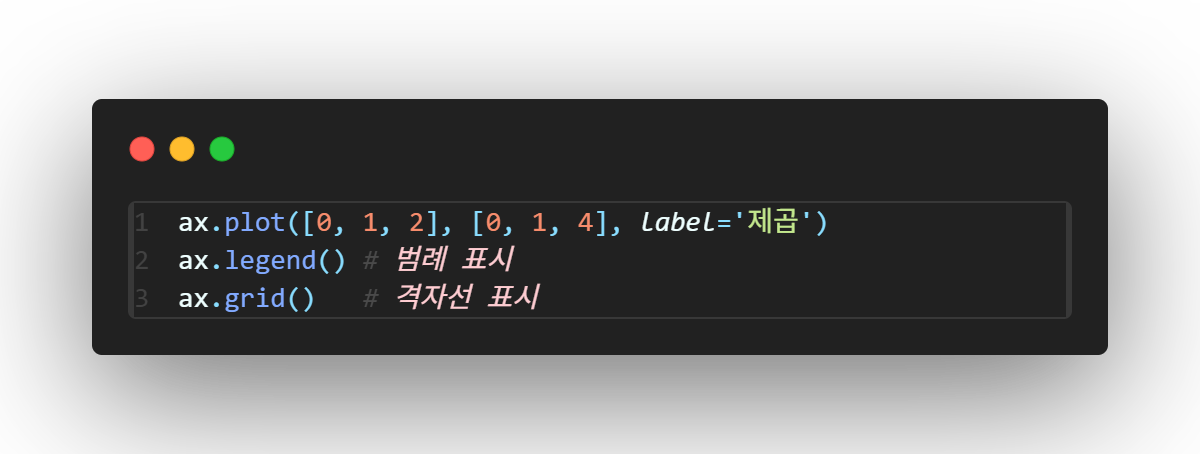 1 ax.plot([0, 1, 2], [0, 1, 4], label='제곱')
2 ax.legend() # 범례 표시
3 ax.grid()   # 격자선 표시